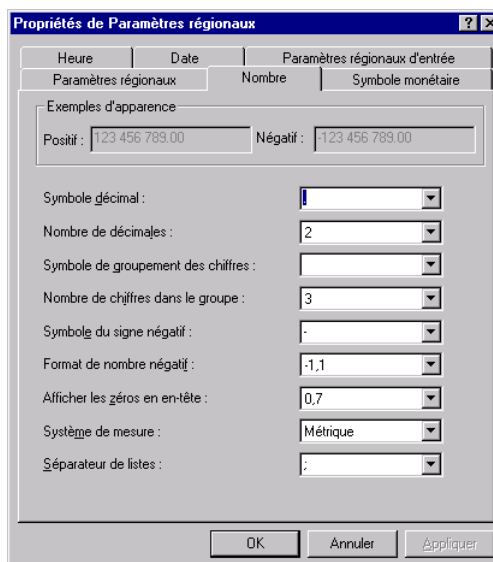 Propriétés de Paramètres régionaux
Heure Date Paramètres régionaux d'entrée
Paramètres régionaux Nombre Symbole monétaire
Exemples d'apparence
Positif : 123 456 789.00 Négatif : -123 456 789.00
Symbole décimal : .
Nombre de décimales : 2
Symbole de groupement des chiffres :
Nombre de chiffres dans le groupe : 3
Symbole du signe négatif : -
Format de nombre négatif : -1,1
Afficher les zéros en en-tête : 0,7
Système de mesure : Métrique
Séparateur de listes : ;
OK Annuler Appliquer